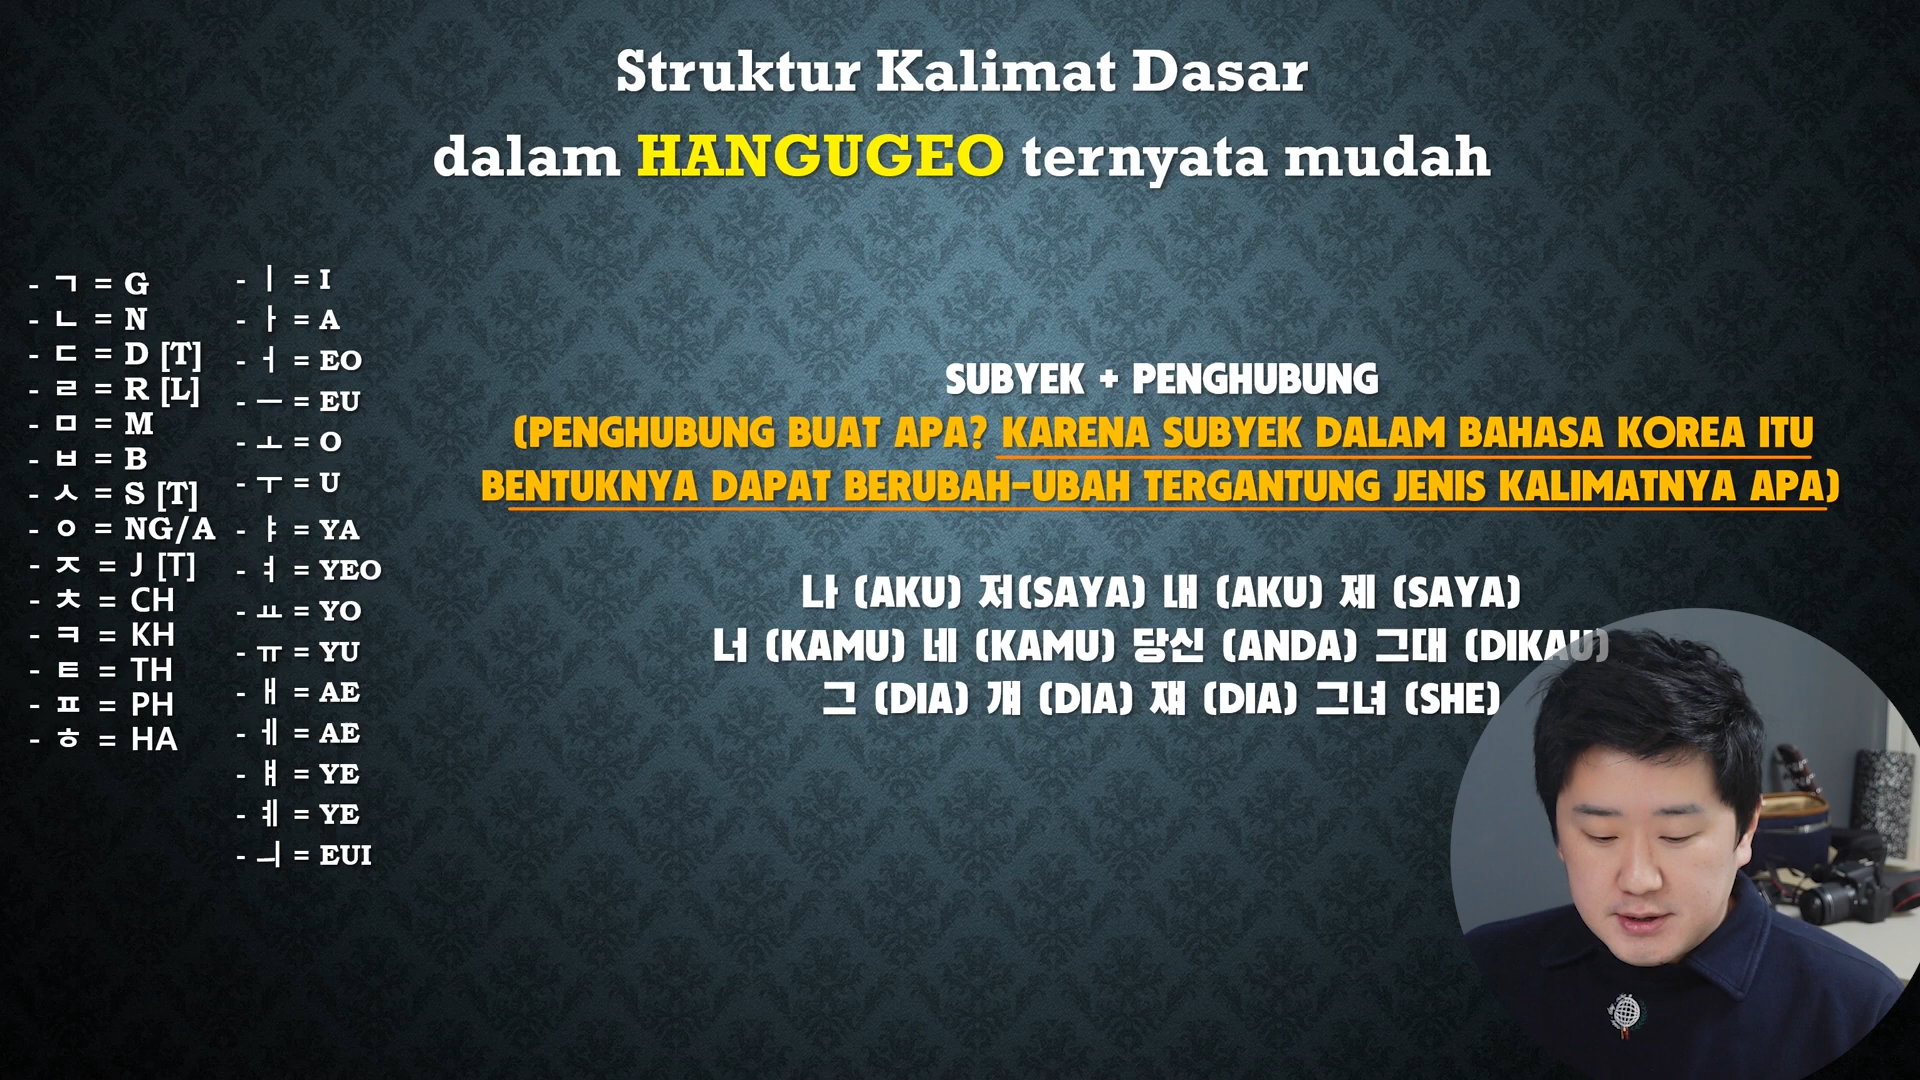 Struktur Kalimat Dasar
dalam HANGUGEO ternyata mudah
- ㄱ = G
- ㄴ = N
- ㄷ = D [T]
- ㄹ = R [L]
- ㅁ = M
- ㅂ = B
- ㅅ = S [T]
- ㅇ = NG/A
- ㅈ = J [T]
- ㅊ = CH
- ㅋ = KH
- ㅌ = TH
- ㅍ = PH
- ㅎ = HA
- ㅣ = I
- ㅏ = A
- ㅓ = EO
- ㅡ = EU
- ㅗ = O
- ㅜ = U
- ㅑ = YA
- ㅕ = YEO
- ㅛ = YO
- ㅠ = YU
- ㅐ = AE
- ㅔ = AE
- ㅒ = YE
- ㅖ = YE
- ㅢ = EUI
SUBYEK + PENGHUBUNG
(PENGHUBUNG BUAT APA? KARENA SUBYEK DALAM BAHASA KOREA ITU
BENTUKNYA DAPAT BERUBAH-UBAH TERGANTUNG JENIS KALIMATNYA APA)
나 (AKU) 저(SAYA) 내 (AKU) 제 (SAYA)
너 (KAMU) 네 (KAMU) 당신 (ANDA) 그대 (DIKAU)
그 (DIA) 걔 (DIA) 쟤 (DIA) 그녀 (SHE)